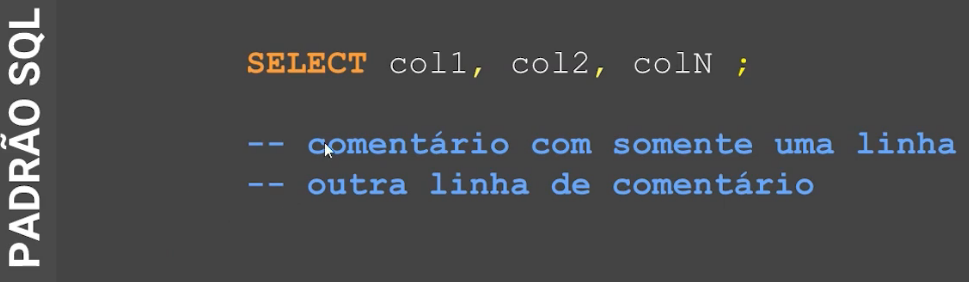 PADRÃO SQL
SELECT col1, col2, colN ;
-- comentário com somente uma linha
-- outra linha de comentário